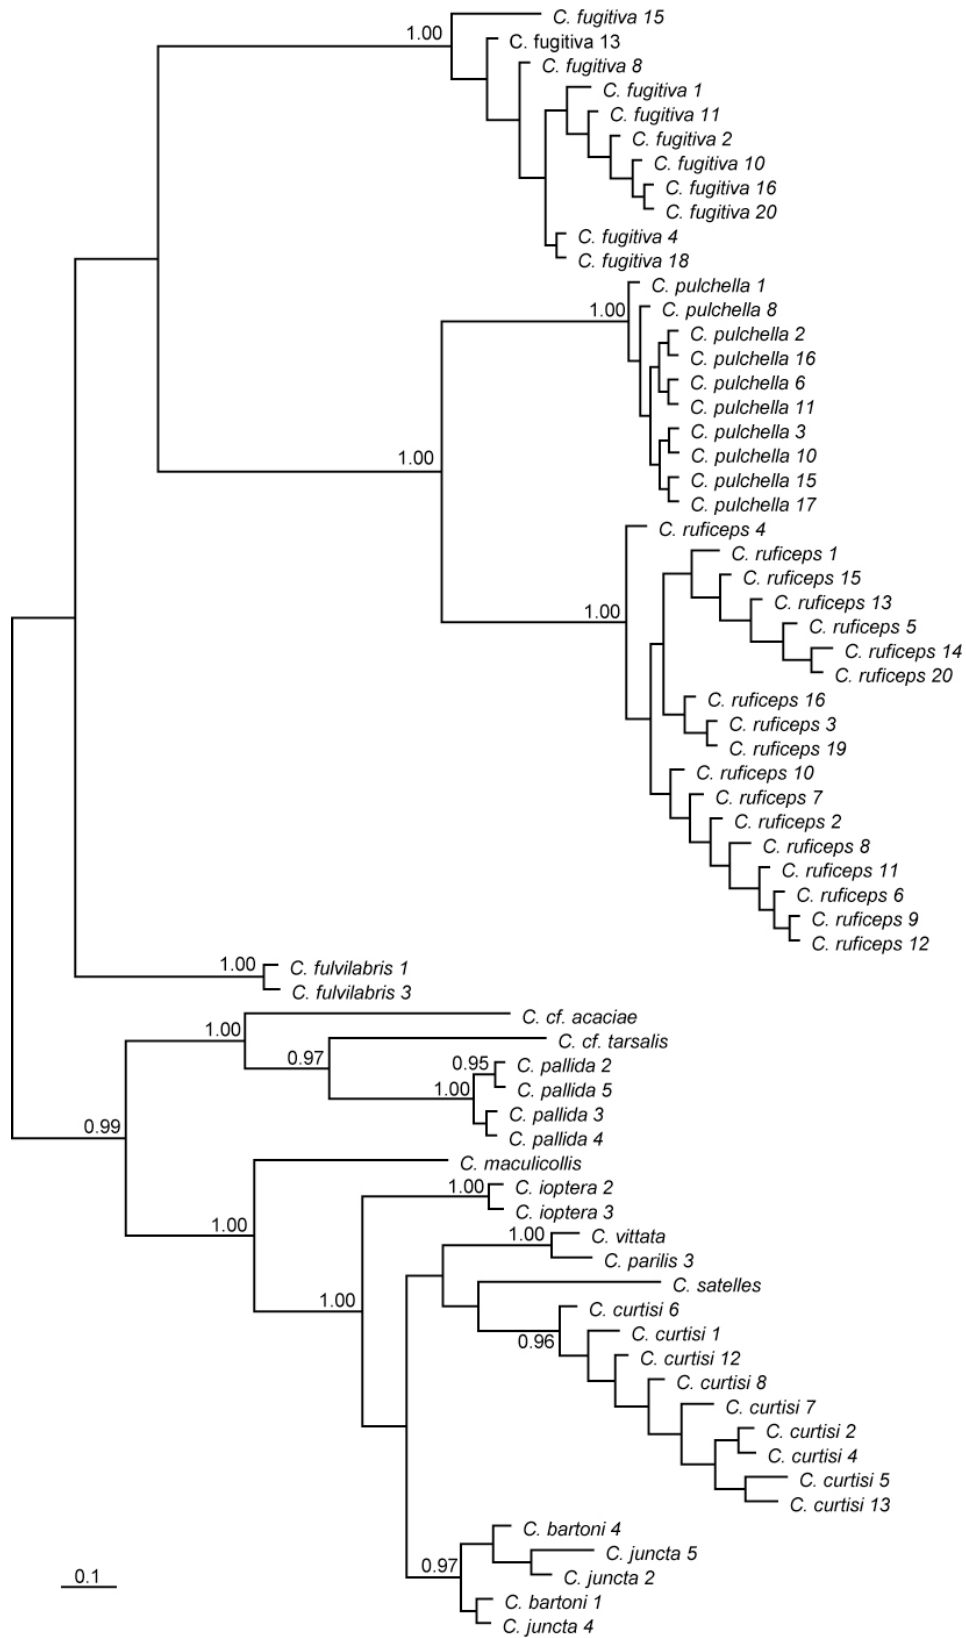 C. fugitiva 15
1.00
C. fugitiva 13
C. fugitiva 8
C. fugitiva 1
C. fugitiva 11
C. fugitiva 2
C. fugitiva 10
C. fugitiva 16
C. fugitiva 20
C. fugitiva 4
C. fugitiva 18
C. pulchella 1
1.00
C. pulchella 8
C. pulchella 2
C. pulchella 16
C. pulchella 6
C. pulchella 11
C. pulchella 3
C. pulchella 10
1.00
C. pulchella 15
C. pulchella 17
C. ruficeps 4
C. ruficeps 1
C. ruficeps 15
C. ruficeps 13
1.00
C. ruficeps 5
C. ruficeps 14
C. ruficeps 20
C. ruficeps 16
C. ruficeps 3
C. ruficeps 19
C. ruficeps 10
C. ruficeps 7
C. ruficeps 2
C. ruficeps 8
C. ruficeps 11
C. ruficeps 6
C. ruficeps 9
C. ruficeps 12
1.00
C. fulvilabris 1
C. fulvilabris 3
C. cf. acaciae
1.00
C. cf. tarsalis
0.97
0.95
C. pallida 2
1.00
C. pallida 5
C. pallida 3
0.99
C. pallida 4
C. maculicollis
1.00
C. ioptera 2
C. ioptera 3
1.00
1.00
C. vittata
C. parilis 3
C. satelles
1.00
C. curtisi 6
0.96
C. curtisi 1
C. curtisi 12
C. curtisi 8
C. curtisi 7
C. curtisi 2
C. curtisi 4
C. curtisi 5
C. curtisi 13
C. bartoni 4
C. juncta 5
0.97
C. juncta 2
0.1
C. bartoni 1
C. juncta 4